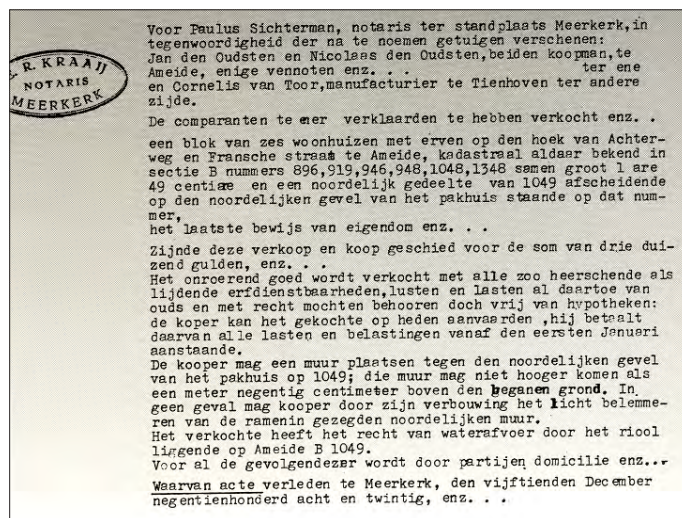 R. KRAAIJ
NOTARIS
MEERKERK
Voor Paulus Sichterman, notaris ter standplaats Meerkerk,in
tegenwoordigheid der na te noemen getuigen verschenen:
Jan den Oudsten en Nicolaas den Oudsten,beiden koopman,te
Ameide, enige vennoten enz. . . ter ene
en Cornelis van Toor,manufacturier te Tienhoven ter andere
zijde.
De comparanten te ener verklaarden te hebben verkocht enz. .
een blok van zes woonhuizen met erven op den hoek van Achter-
weg en Fransche straat te Ameide, kadastraal aldaar bekend in
sectie B nummers 896,919,946,948,1048,1348 samen groot 1 are
49 centiare en een noordelijk gedeelte van 1049 afscheidende
op den noordelijken gevel van het pakhuis staande op dat num-
mer,
het laatste bewijs van eigendom enz. . .
Zijnde deze verkoop en koop geschied voor de som van drie dui-
zend gulden, enz. . .
Het onroerend goed wordt verkocht met alle zoo heerschende als
lijdende erfdienstbaarheden,lusten en lasten al daartoe van
ouds en met recht mochten behooren doch vrij van hypotheken:
de koper kan het gekochte op heden aanvaarden ,hij betaalt
daarvan alle lasten en belastingen vanaf den eersten Januari
aanstaande.
De kooper mag een muur plaatsen tegen den noordelijken gevel
van het pakhuis op 1049; die muur mag niet hooger komen als
een meter negentig centimeter boven den beganen grond. In
geen geval mag kooper door zijn verbouwing het licht belemme-
ren van de ramenin gezegden noordelijken muur.
Het verkochte heeft het recht van waterafvoer door het riool
liggende op Ameide B 1049.
Voor al de gevolgendezer wordt door partijen domicilie enz...
Waarvan acte verleden te Meerkerk, den vijftienden December
negentienhonderd acht en twintig, enz. . .